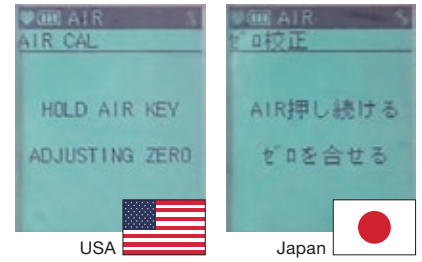 AIR
AIR CAL
HOLD AIR KEY
ADJUSTING ZERO
USA
AIR
ゼロ校正
AIR押し続ける
ゼロを合せる
Japan